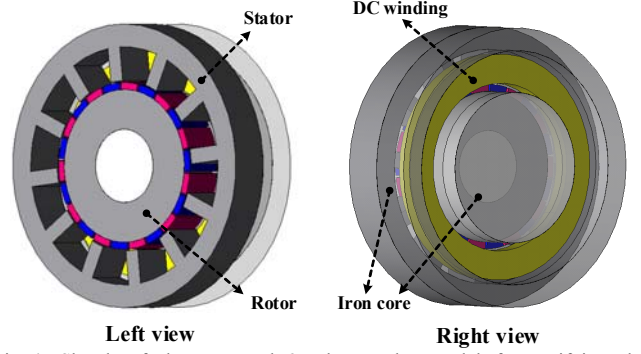 Stator
DC winding
Rotor
Iron core
Left view
Right view